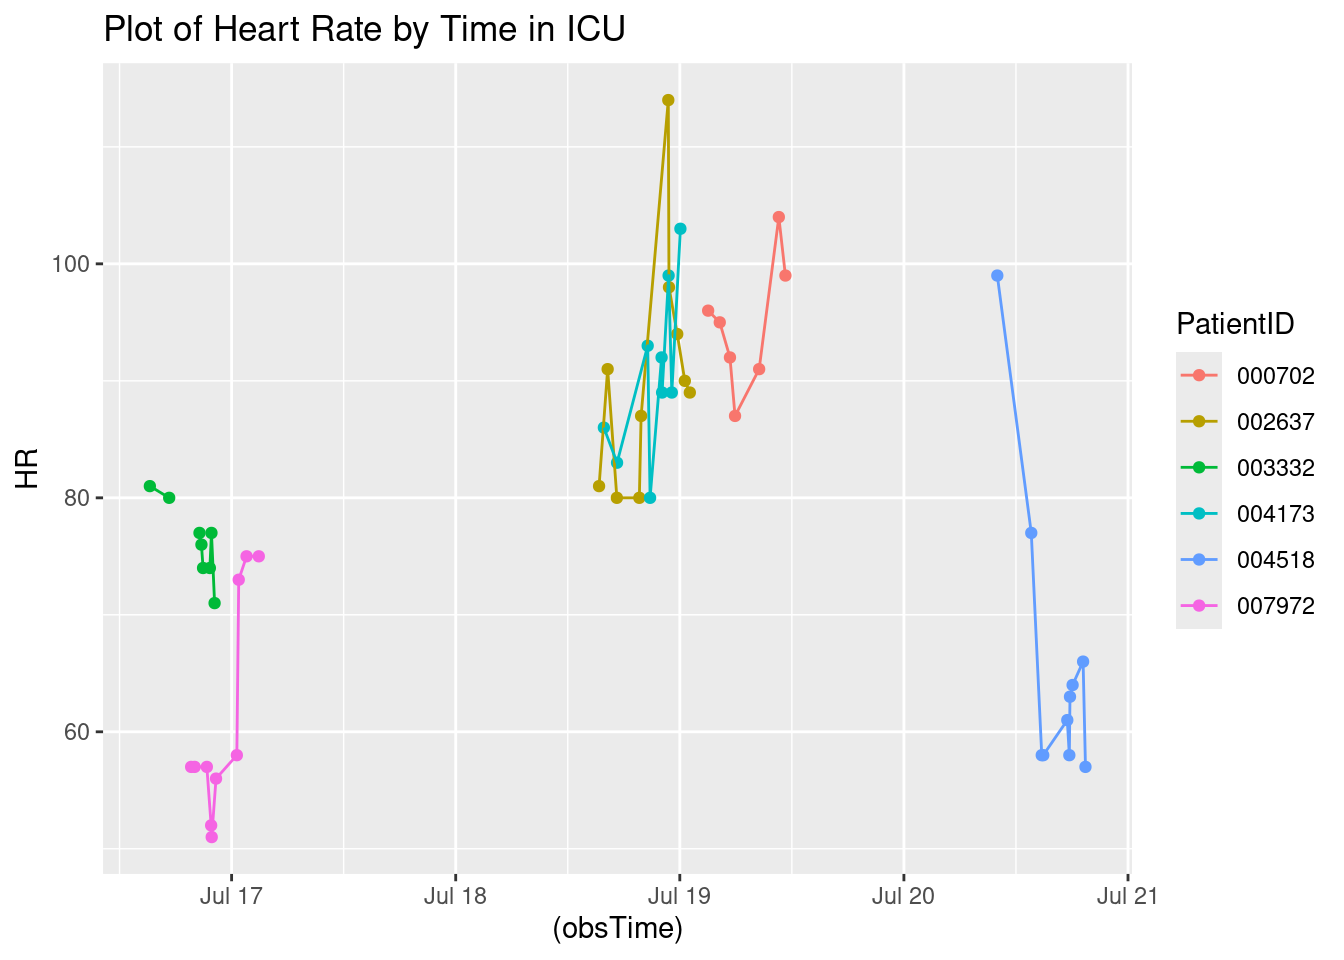 Plot of Heart Rate by Time in ICU
HR
100
80
60
Jul 17
Jul 18
Jul 19
Jul 20
Jul 21
(obsTime)
PatientID
000702
002637
003332
004173
004518
007972